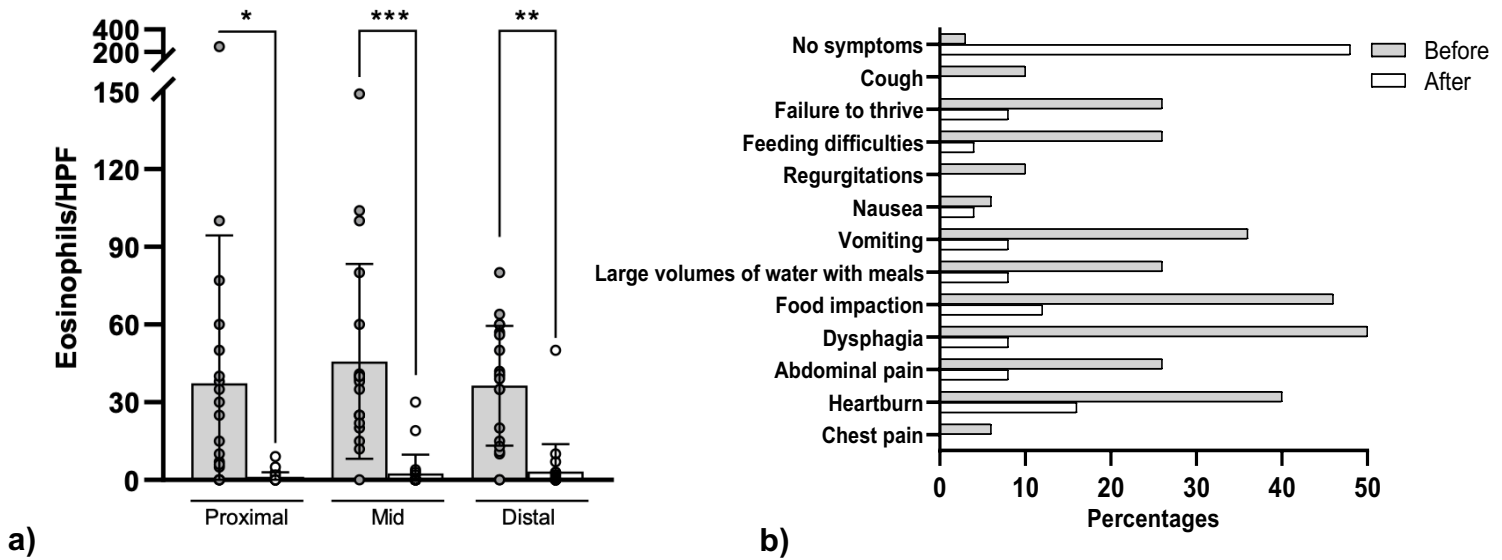 * *** **
400
200
150
120
90
60
30
0
Eosinophils/HPF
Proximal Mid Distal
a)
No symptoms
Cough
Failure to thrive
Feeding difficulties
Regurgitations
Nausea
Vomiting
Large volumes of water with meals
Food impaction
Dysphagia
Abdominal pain
Heartburn
Chest pain
0 10 20 30 40 50
Percentages
Before
After
b)